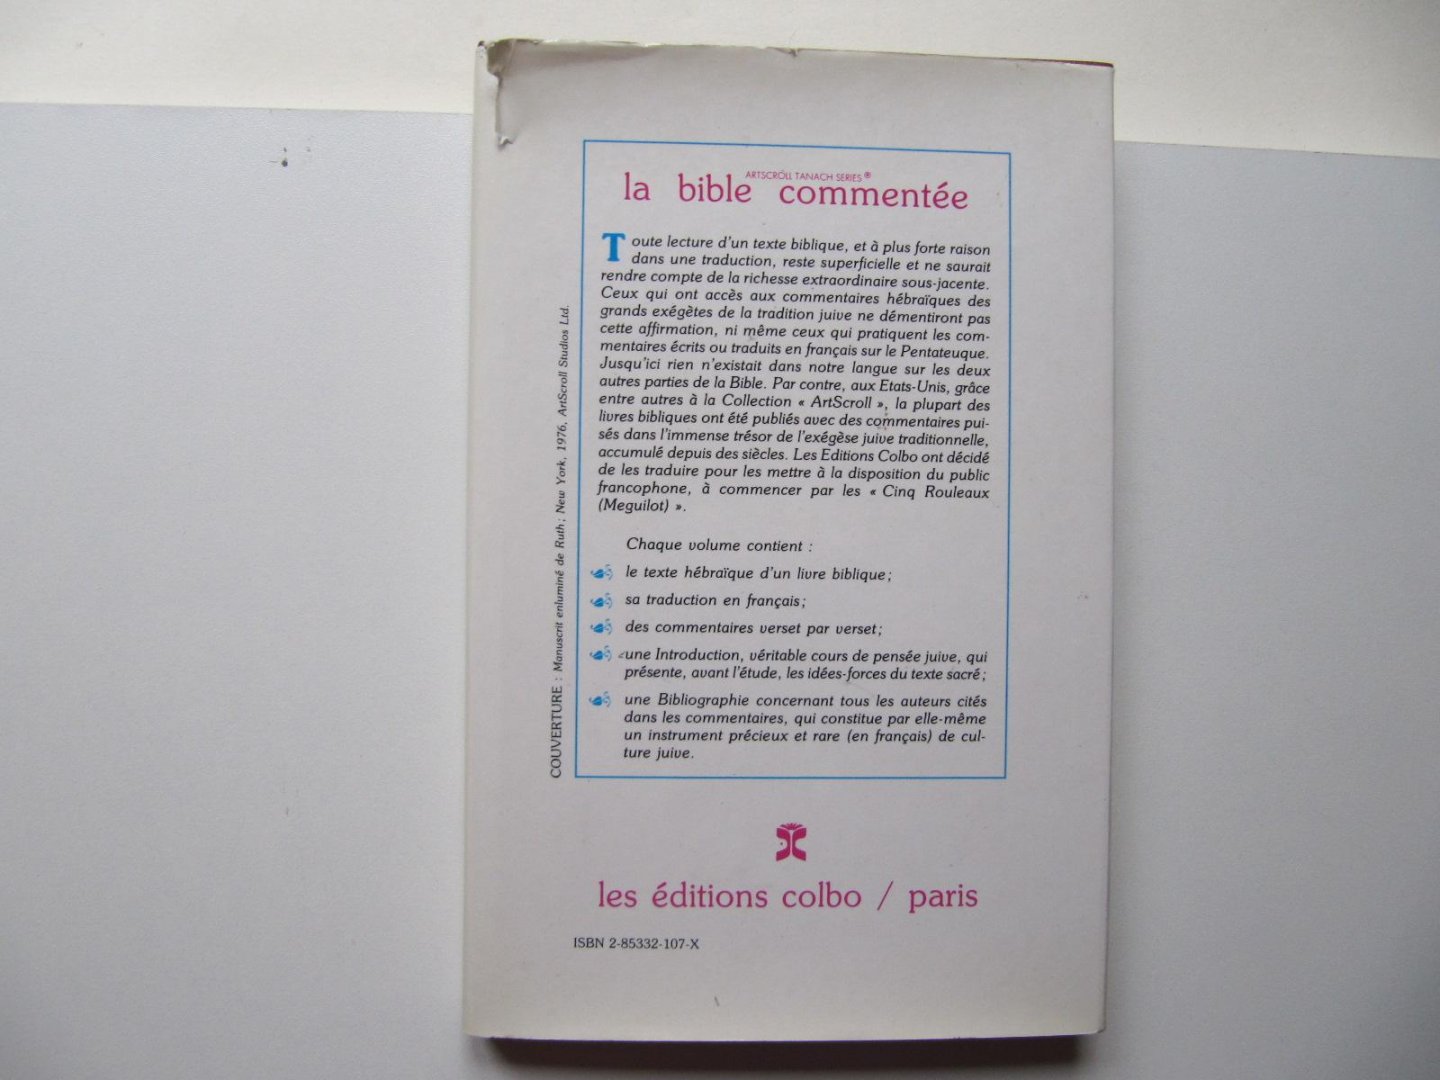 ARTSCROLL TANACH SERIES ®
la bible commentée
Toute lecture d'un texte biblique, et à plus forte raison
dans une traduction, reste superficielle et ne saurait
rendre compte de la richesse extraordinaire sous-jacente.
Ceux qui ont accès aux commentaires hébraïques des
grands exégètes de la tradition juive ne démentiront pas
cette affirmation, ni même ceux qui pratiquent les com-
mentaires écrits ou traduits en français sur le Pentateuque.
Jusqu'ici rien n'existait dans notre langue sur les deux
autres parties de la Bible. Par contre, aux Etats-Unis, grâce
entre autres à la Collection « ArtScroll », la plupart des
livres bibliques ont été publiés avec des commentaires pui-
sés dans l'immense trésor de l'exégèse juive traditionnelle,
accumulé depuis des siècles. Les Editions Colbo ont décidé
de les traduire pour les mettre à la disposition du public
francophone, à commencer par les « Cinq Rouleaux
(Meguilot) ».
Chaque volume contient :
le texte hébraïque d'un livre biblique;
sa traduction en français;
des commentaires verset par verset;
une Introduction, véritable cours de pensée juive, qui
présente, avant l'étude, les idées-forces du texte sacré;
une Bibliographie concernant tous les auteurs cités
dans les commentaires, qui constitue par elle-même
un instrument précieux et rare (en français) de cul-
ture juive.
COUVERTURE : Manuscrit enluminé de Ruth; New York, 1976, ArtScroll Studios Ltd.
les éditions colbo / paris
ISBN 2-85332-107-X